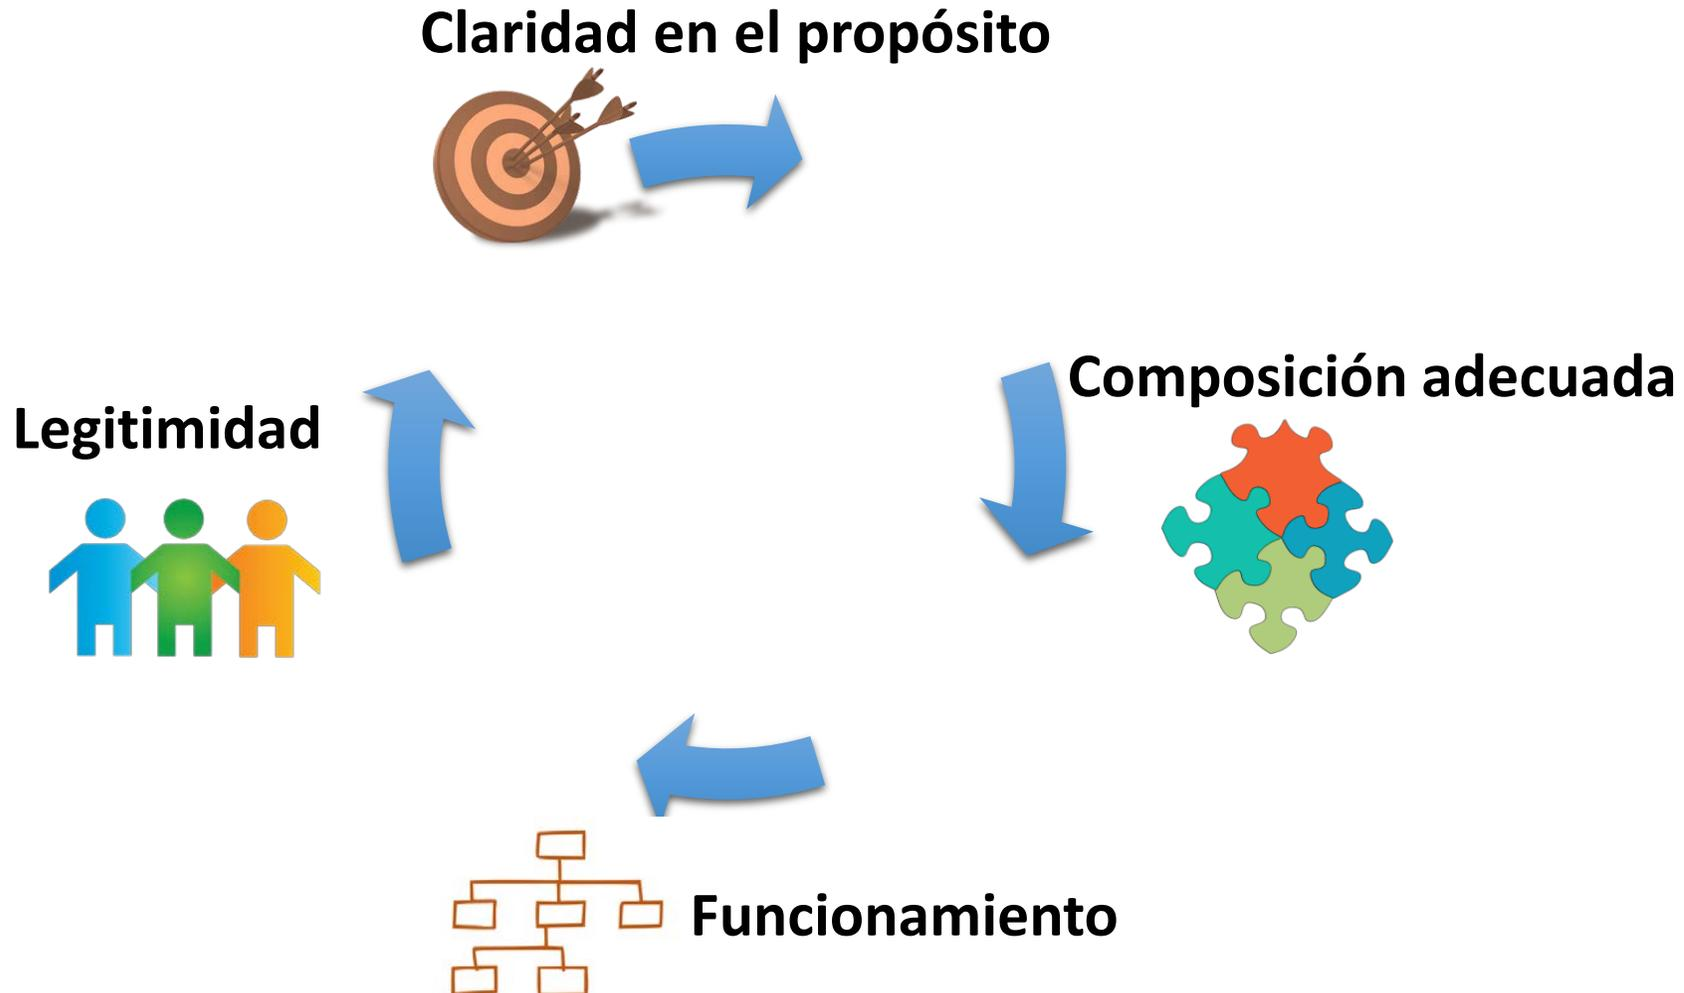 Claridad en el propósito
Composición adecuada
Legitimidad
Funcionamiento